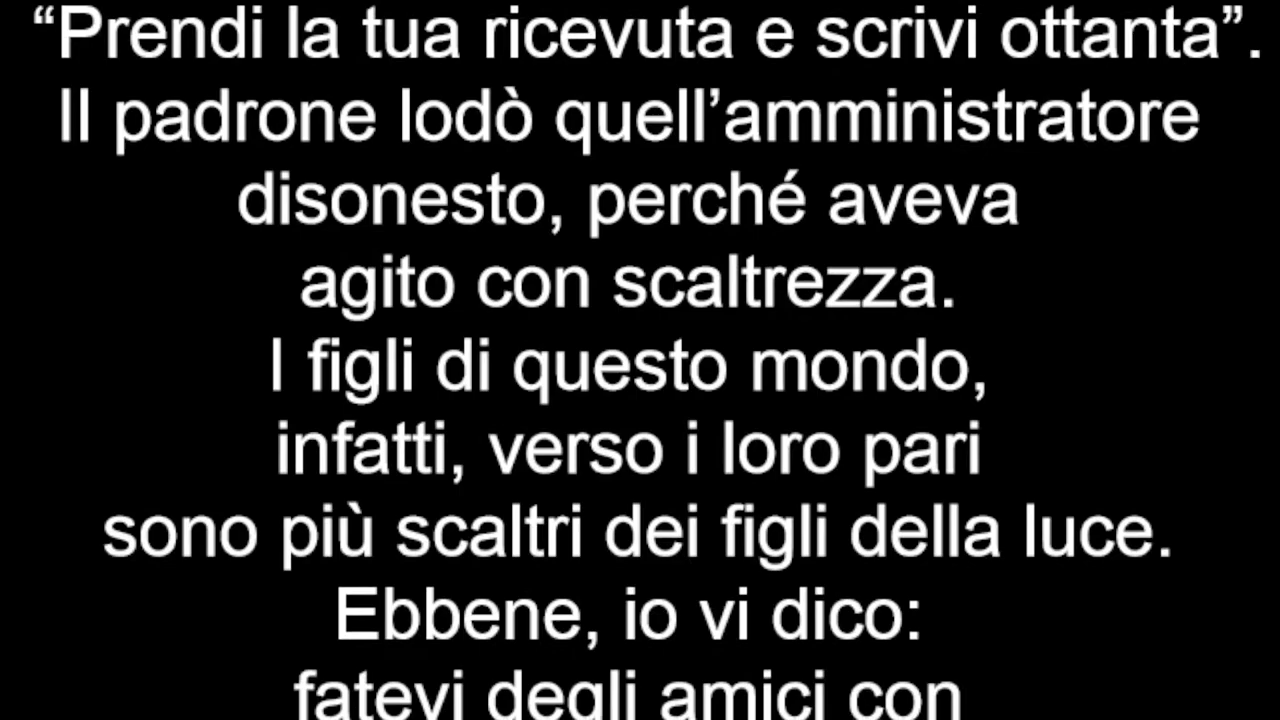 “Prendi la tua ricevuta e scrivi ottanta”.
Il padrone lodò quell’amministratore
disonesto, perché aveva
agito con scaltrezza.
I figli di questo mondo,
infatti, verso i loro pari
sono più scaltri dei figli della luce.
Ebbene, io vi dico:
fatevi degli amici con